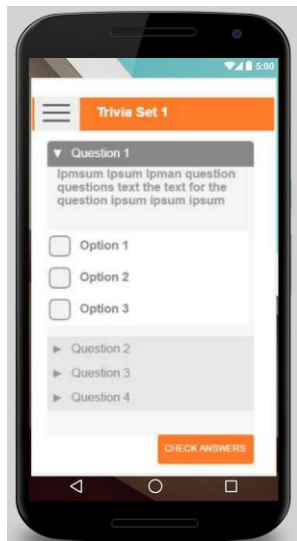 5:00
Trivia Set 1
Question 1
Ipmsum Ipsum Ipman question
questions text the text for the
question ipsum ipsum ipsum
Option 1
Option 2
Option 3
Question 2
Question 3
Question 4
CHECK ANSWERS